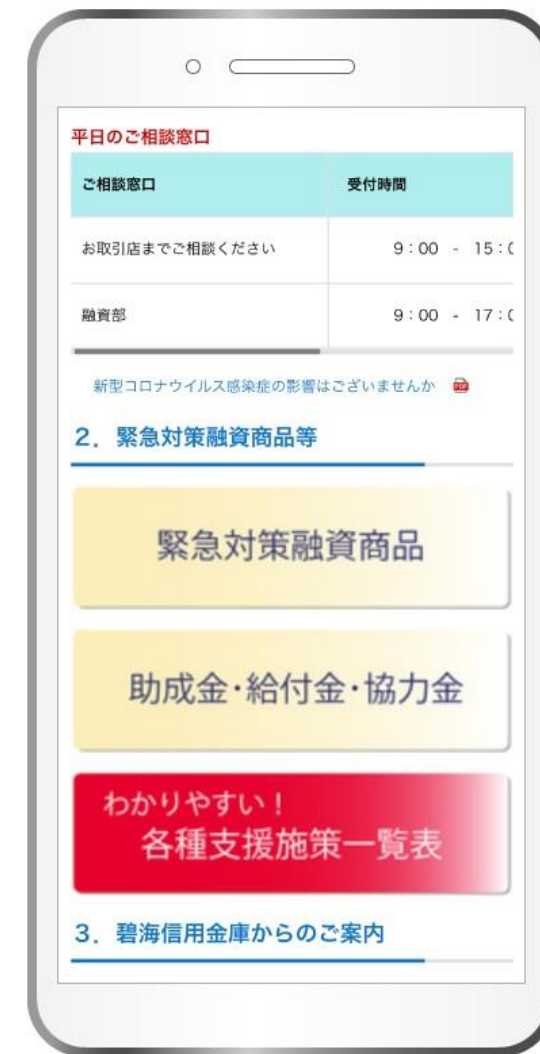 平日のご相談窓口
ご相談窓口 受付時間
お取引店までご相談ください 9：00 - 15：
融資部 9：00 - 17：
新型コロナウイルス感染症の影響はございませんか PDF
2．緊急対策融資商品等
緊急対策融資商品
助成金・給付金・協力金
わかりやすい！
各種支援施策一覧表
3．碧海信用金庫からのご案内